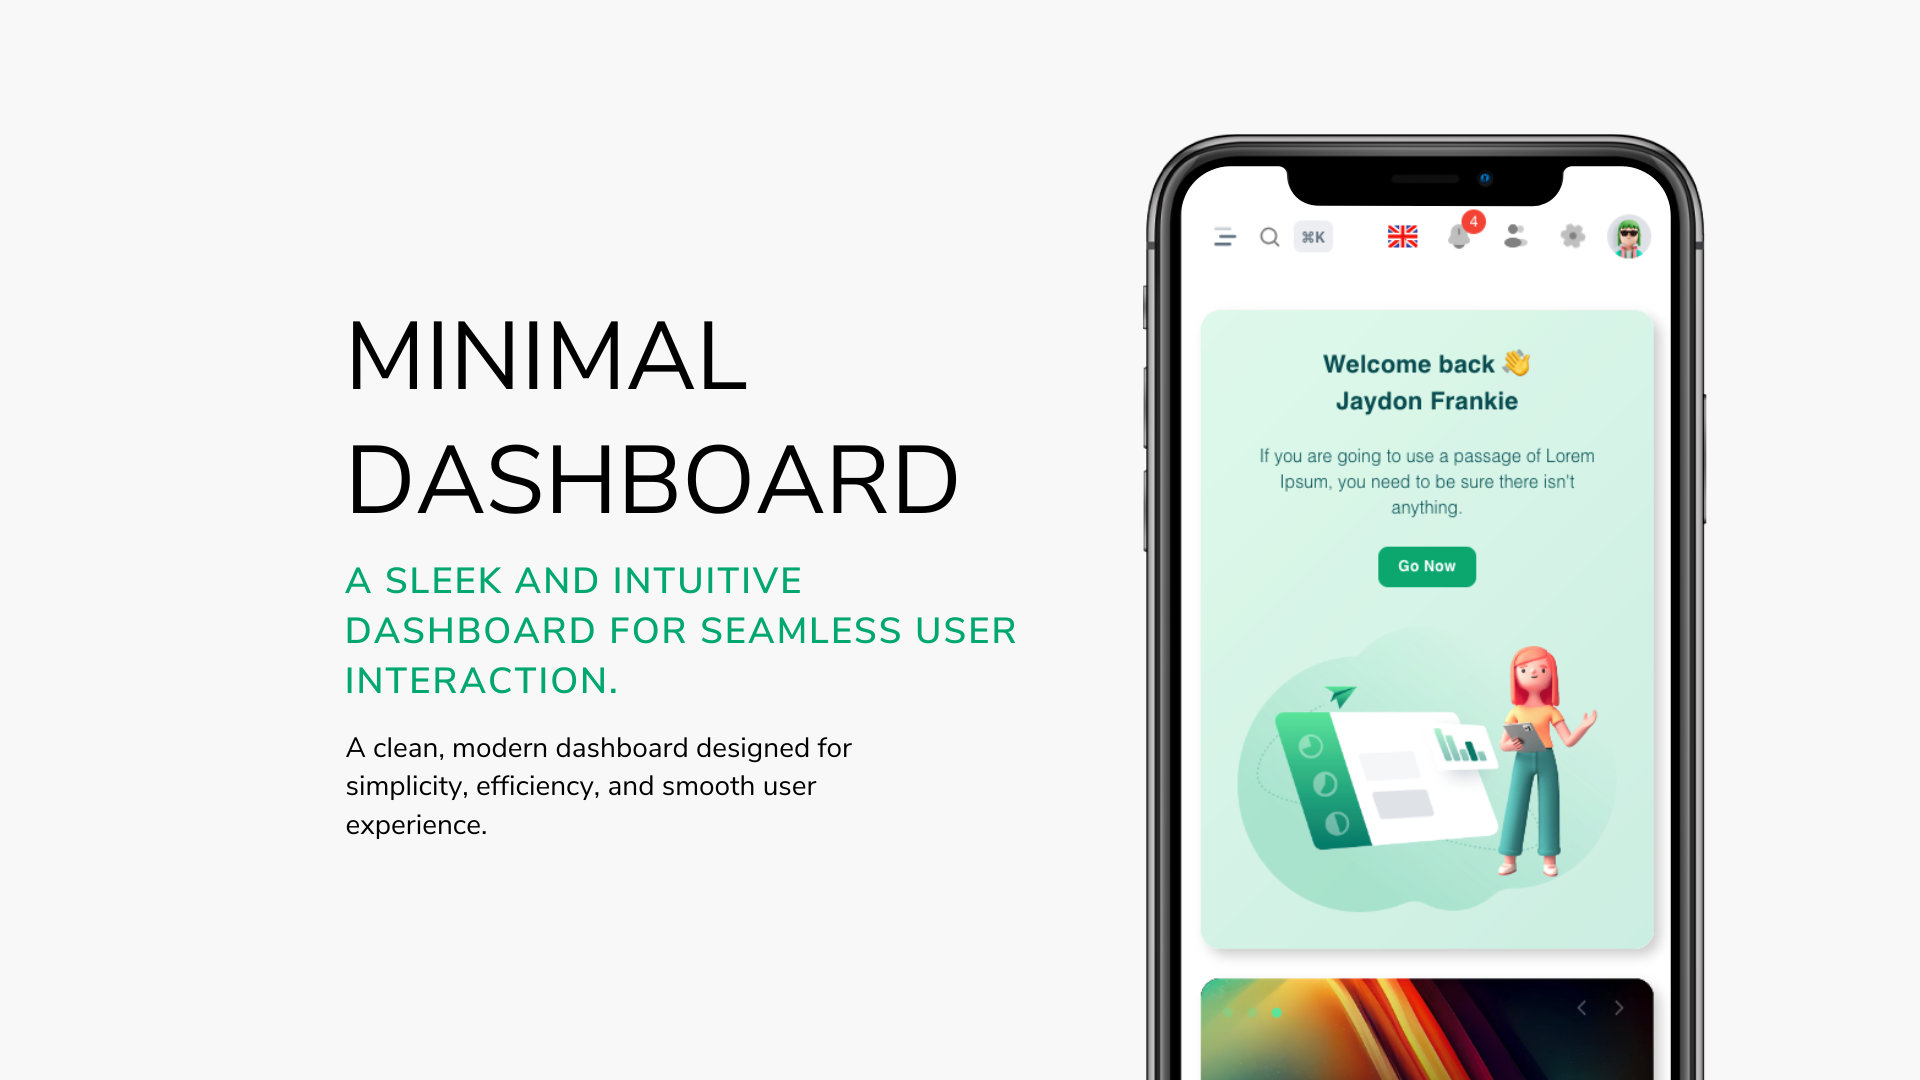 MINIMAL
DASHBOARD
A SLEEK AND INTUITIVE
DASHBOARD FOR SEAMLESS USER
INTERACTION.
A clean, modern dashboard designed for
simplicity, efficiency, and smooth user
experience.
⌘K
4
Welcome back 👋
Jaydon Frankie
If you are going to use a passage of Lorem
Ipsum, you need to be sure there isn't
anything.
Go Now